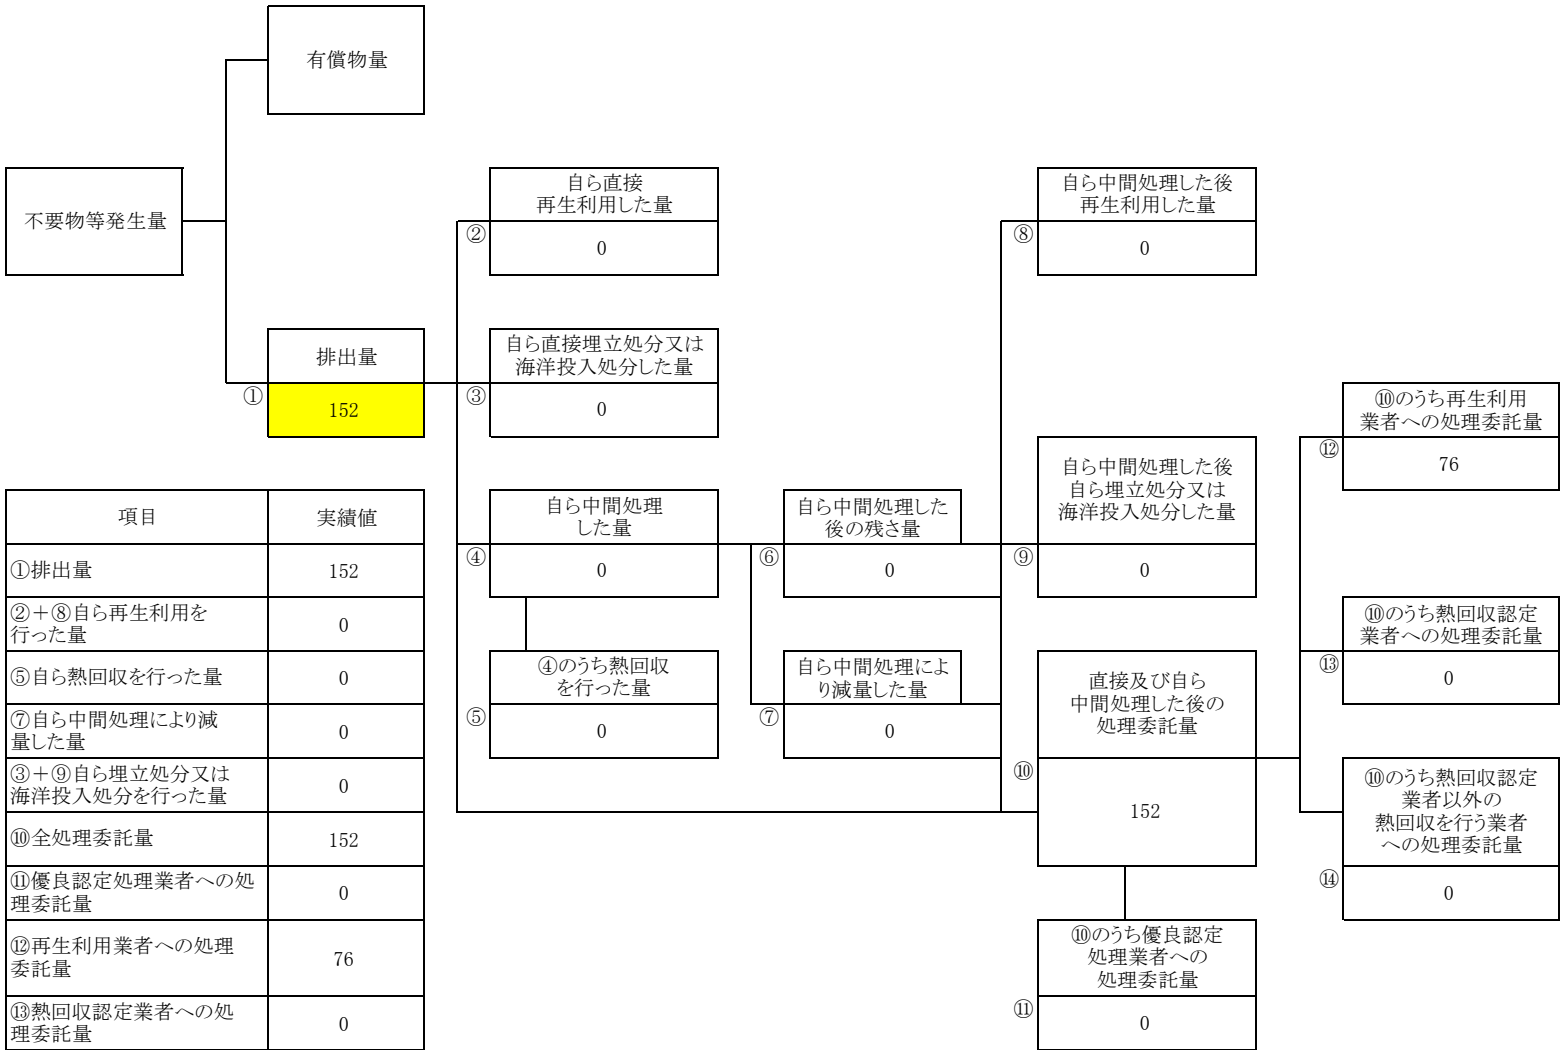 有償物量
不要物等発生量
自ら直接
再生利用した量
②
0
自ら中間処理した後
再生利用した量
⑧
0
排出量
①
152
自ら直接埋立処分又は
海洋投入処分した量
③
0
⑩のうち再生利用
業者への処理委託量
⑫
76
自ら中間処理
した量
④
0
自ら中間処理した
後の残さ量
⑥
0
自ら中間処理した後
自ら埋立処分又は
海洋投入処分した量
⑨
0
⑩のうち熱回収認定
業者への処理委託量
⑬
0
④のうち熱回収
を行った量
⑤
0
自ら中間処理によ
り減量した量
⑦
0
直接及び自ら
中間処理した後の
処理委託量
⑩
152
⑩のうち熱回収認定
業者以外の
熱回収を行う業者
への処理委託量
⑭
0
⑩のうち優良認定
処理業者への
処理委託量
⑪
0
項目 実績値
①排出量 152
②+⑧自ら再生利用を
行った量 0
⑤自ら熱回収を行った量 0
⑦自ら中間処理により減
量した量 0
③+⑨自ら埋立処分又は
海洋投入処分を行った量 0
⑩全処理委託量 152
⑪優良認定処理業者への処
理委託量 0
⑫再生利用業者への処理
委託量 76
⑬熱回収認定業者への処
理委託量 0